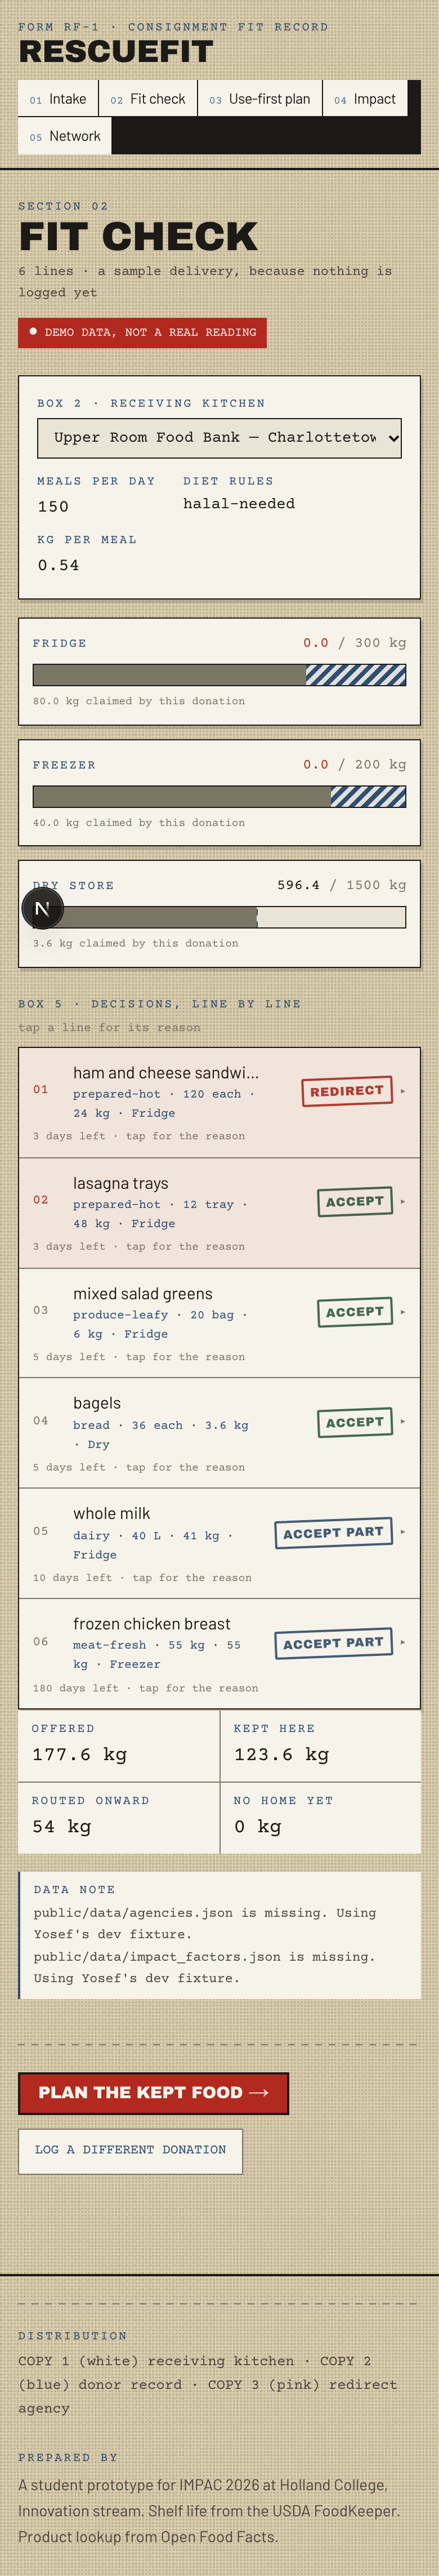 FORM RF-1 · CONSIGNMENT FIT RECORD
RESCUEFIT
01 Intake
02 Fit check
03 Use-first plan
04 Impact
05 Network
SECTION 02
FIT CHECK
6 lines · a sample delivery, because nothing is
logged yet
DEMO DATA, NOT A REAL READING
BOX 2 · RECEIVING KITCHEN
Upper Room Food Bank — Charlottetow
MEALS PER DAY
150
DIET RULES
halal-needed
KG PER MEAL
0.54
FRIDGE
0.0 / 300 kg
80.0 kg claimed by this donation
FREEZER
0.0 / 200 kg
40.0 kg claimed by this donation
DRY STORE
596.4 / 1500 kg
N
3.6 kg claimed by this donation
BOX 5 · DECISIONS, LINE BY LINE
tap a line for its reason
01
ham and cheese sandwi...
prepared-hot · 120 each ·
24 kg · Fridge
3 days left · tap for the reason
REDIRECT ▸
02
lasagna trays
prepared-hot · 12 tray ·
48 kg · Fridge
3 days left · tap for the reason
ACCEPT ▸
03
mixed salad greens
produce-leafy · 20 bag ·
6 kg · Fridge
5 days left · tap for the reason
ACCEPT ▸
04
bagels
bread · 36 each · 3.6 kg
· Dry
5 days left · tap for the reason
ACCEPT ▸
05
whole milk
dairy · 40 L · 41 kg ·
Fridge
10 days left · tap for the reason
ACCEPT PART ▸
06
frozen chicken breast
meat-fresh · 55 kg · 55
kg · Freezer
180 days left · tap for the reason
ACCEPT PART ▸
OFFERED
177.6 kg
KEPT HERE
123.6 kg
ROUTED ONWARD
54 kg
NO HOME YET
0 kg
DATA NOTE
public/data/agencies.json is missing. Using
Yosef's dev fixture.
public/data/impact_factors.json is missing.
Using Yosef's dev fixture.
PLAN THE KEPT FOOD →
LOG A DIFFERENT DONATION
DISTRIBUTION
COPY 1 (white) receiving kitchen · COPY 2
(blue) donor record · COPY 3 (pink) redirect
agency
PREPARED BY
A student prototype for IMPAC 2026 at Holland College,
Innovation stream. Shelf life from the USDA FoodKeeper.
Product lookup from Open Food Facts.